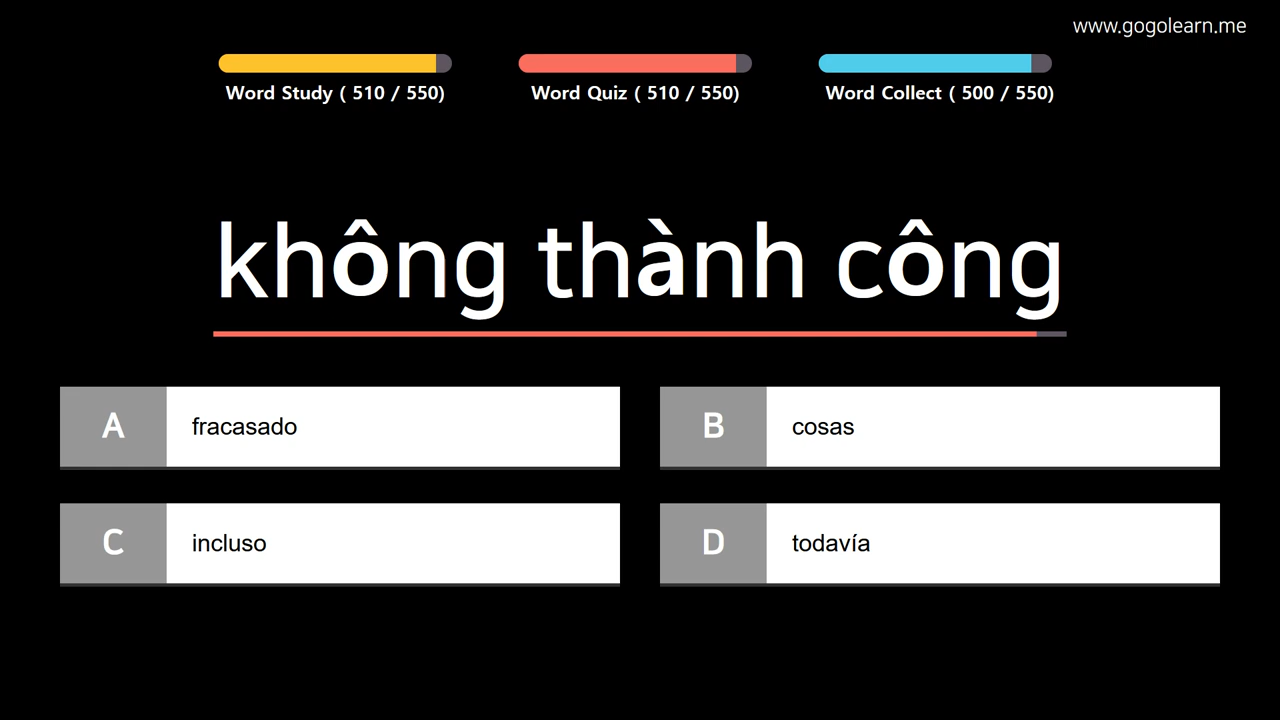 www.gogolearn.me
Word Study ( 510 / 550)
Word Quiz ( 510 / 550)
Word Collect ( 500 / 550)
không thành công
A fracasado
B cosas
C incluso
D todavía